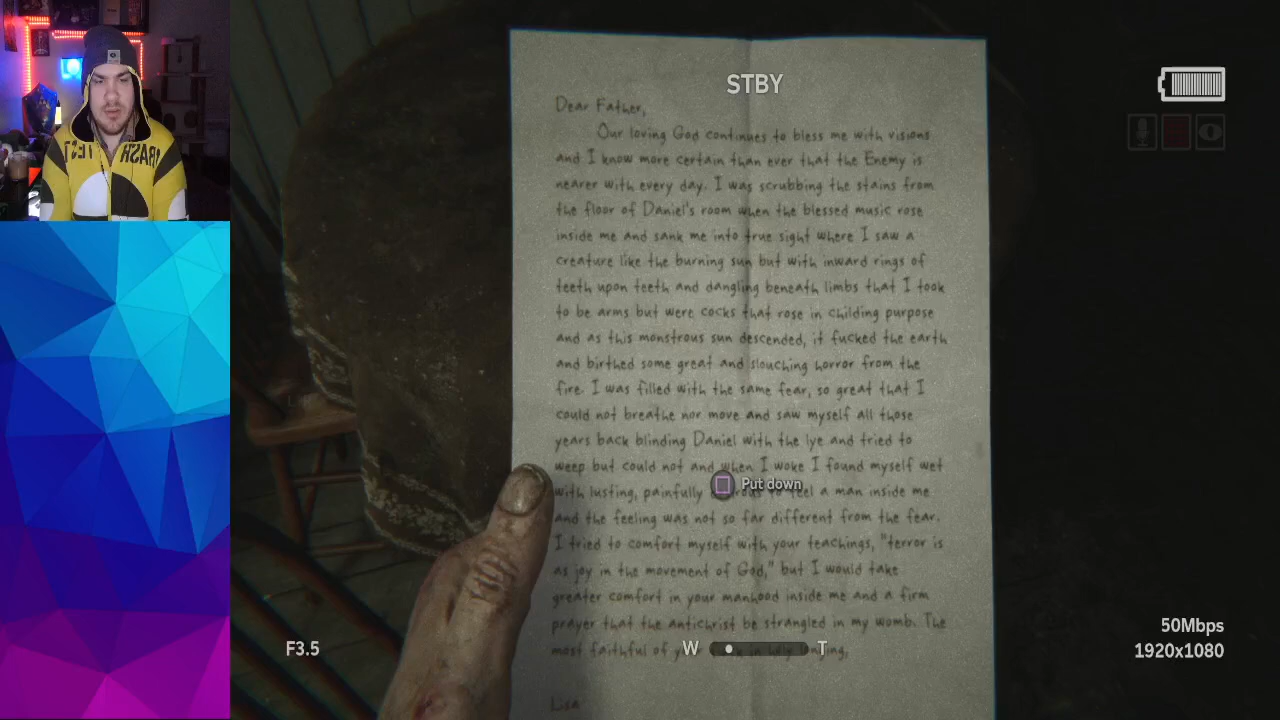 STBY
Dear Father,
Our loving God continues to bless me with visions
and I know more certain than ever that the Enemy is
nearer with every day. I was scrubbing the stains from
the floor of Daniel's room when the blessed music rose
inside me and sank me into true sight where I saw a
creature like the burning sun but with inward rings of
teeth upon teeth and dangling beneath limbs that I took
to be arms but were cocks that rose in childing purpose
and as this monstrous sun descended, it fucked the earth
and birthed some great and slouching horror from the
fire. I was filled with the same fear, so great that I
could not breathe nor move and saw myself all those
years back blinding Daniel with the lye and tried to
weep but could not and when I woke I found myself wet
with lusting, painfully to feel a man inside me
Put down
and the feeling was not so far different from the fear.
I tried to comfort myself with your teachings, "terror is
as joy in the movement of God," but I would take
greater comfort in your manhood inside me and a firm
prayer that the antichrist be strangled in my womb. The
most faithful of in holy longing,
Lisa
F3.5
W T
50Mbps
1920x1080